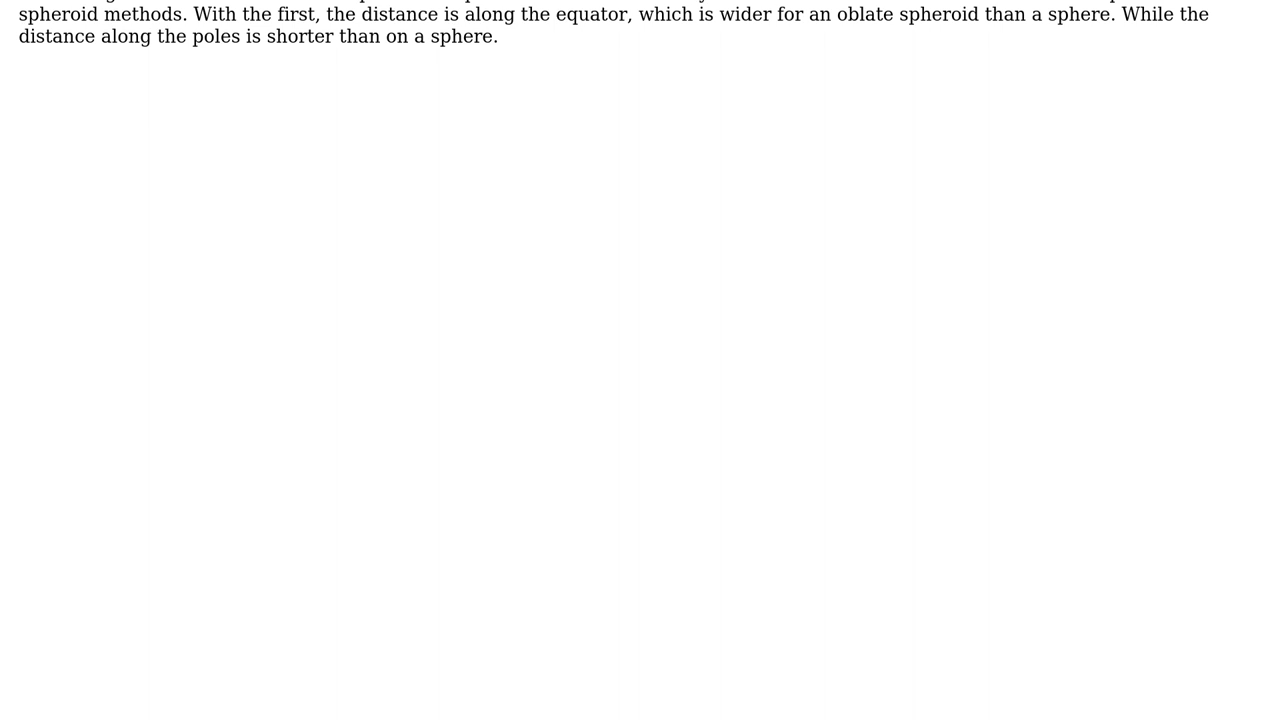 spheroid methods. With the first, the distance is along the equator, which is wider for an oblate spheroid than a sphere. While the
distance along the poles is shorter than on a sphere.